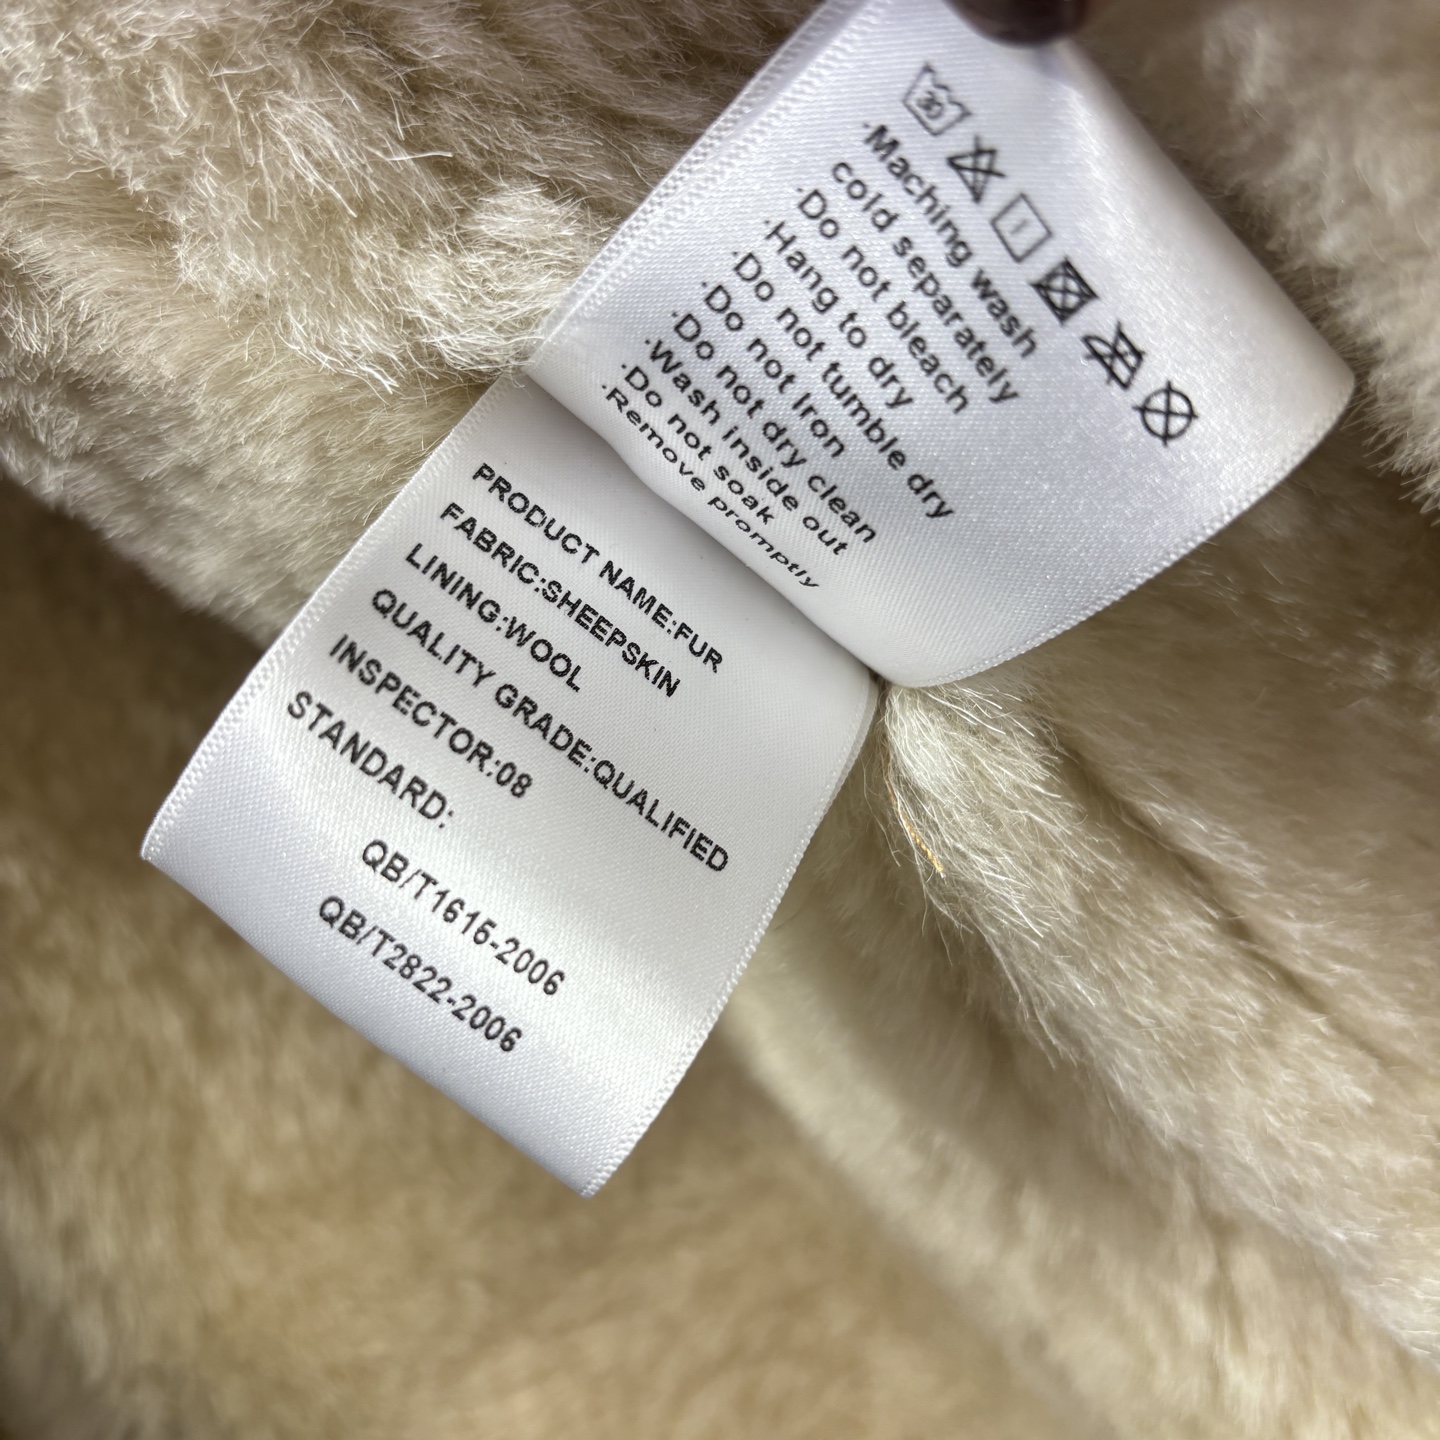 30
·Maching wash
cold separately
·Do not bleach
·Hang to dry
·Do not tumble dry
·Do not Iron
·Do not dry clean
·Wash inside out
·Do not soak
·Remove promptly
PRODUCT NAME:FUR
FABRIC:SHEEPSKIN
LINING:WOOL
QUALITY GRADE:QUALIFIED
INSPECTOR:08
STANDARD:
QB/T1615-2006
QB/T2822-2006